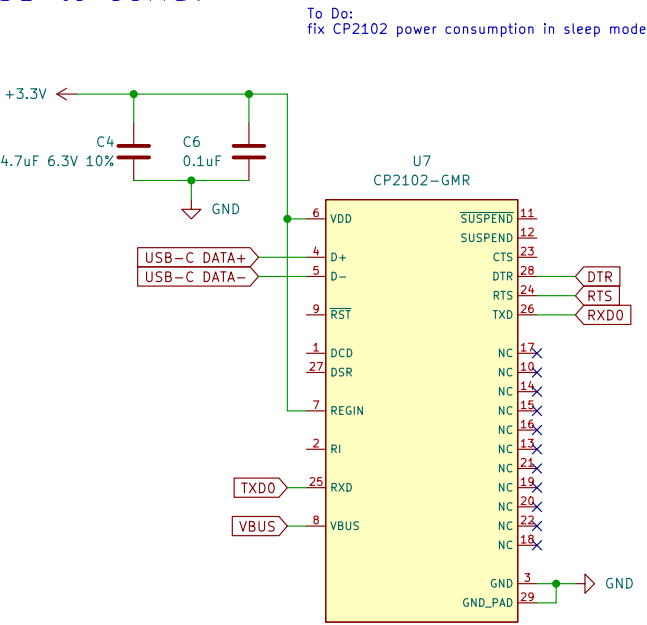 To Do:
fix CP2102 power consumption in sleep mode
+3.3V
C4
4.7uF 6.3V 10%
C6
0.1uF
GND
U7
CP2102-GMR
6 VDD
USB-C DATA+ 4 D+
USB-C DATA- 5 D-
9 RST
1 DCD
27 DSR
7 REGIN
2 RI
TXD0 25 RXD
VBUS 8 VBUS
SUSPEND 11
SUSPEND 12
CTS 23
DTR 28 DTR
RTS 24 RTS
TXD 26 RXD0
NC 17
NC 10
NC 14
NC 15
NC 16
NC 13
NC 21
NC 19
NC 20
NC 22
NC 18
GND 3 GND
GND_PAD 29